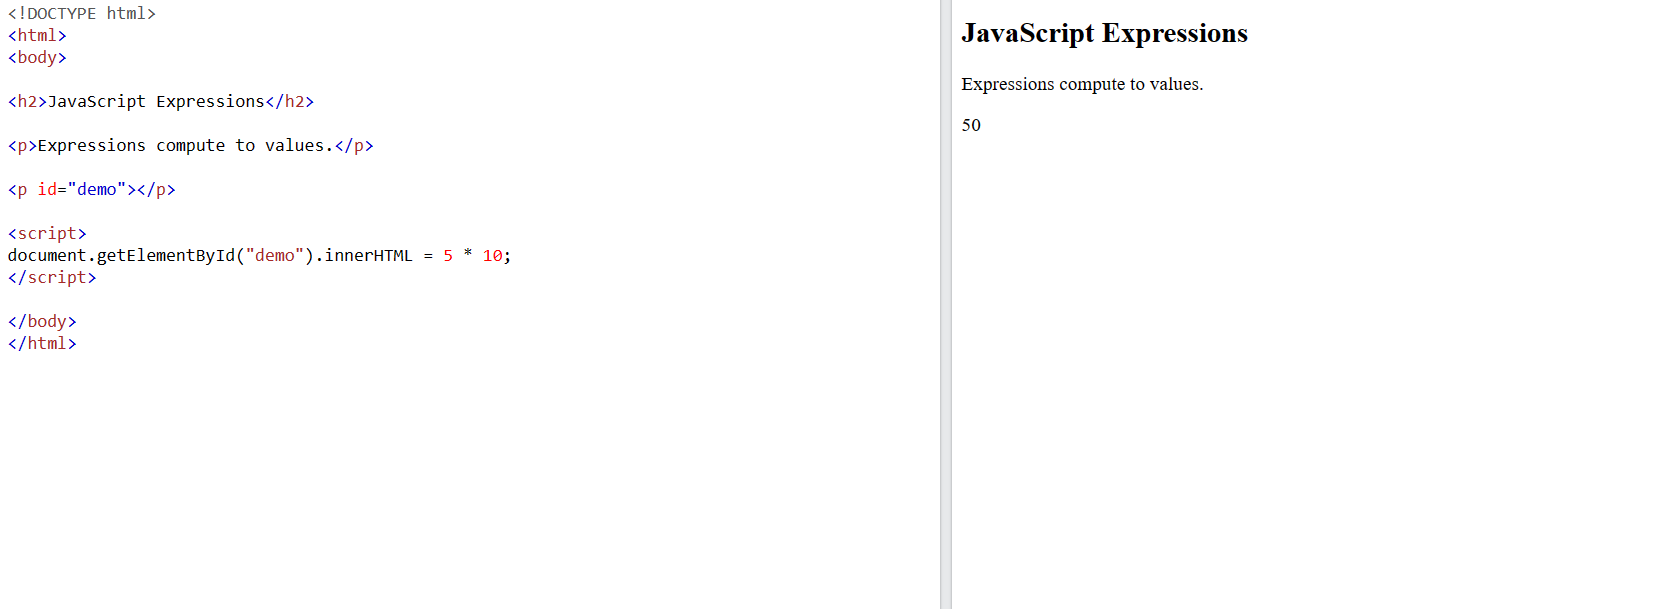 <!DOCTYPE html>
<html>
<body>
<h2>JavaScript Expressions</h2>
<p>Expressions compute to values.</p>
<p id="demo"></p>
<script>
document.getElementById("demo").innerHTML = 5 * 10;
</script>
</body>
</html>
JavaScript Expressions
Expressions compute to values.
50